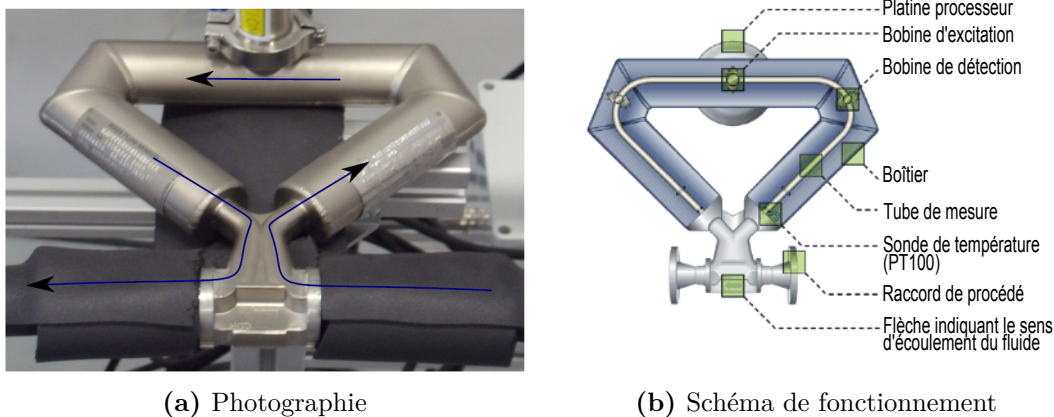 Platine processeur
Bobine d'excitation
Bobine de détection
Boîtier
Tube de mesure
Sonde de température
(PT100)
Raccord de procédé
Flèche indiquant le sens
d'écoulement du fluide
(a) Photographie
(b) Schéma de fonctionnement